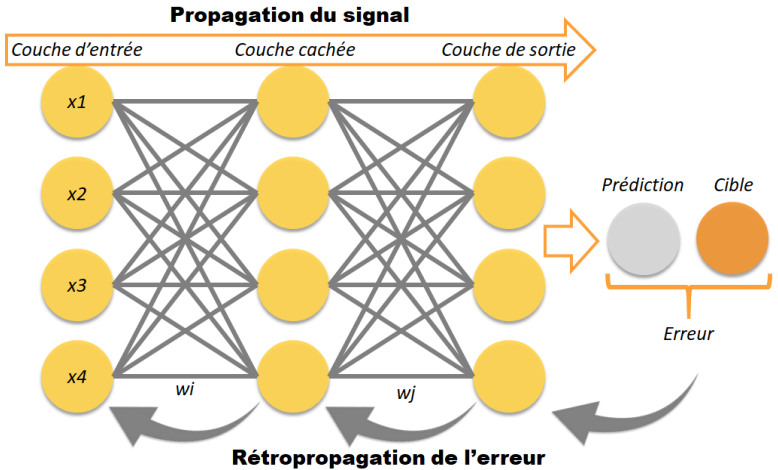 Propagation du signal
Couche d'entrée Couche cachée Couche de sortie
x1
x2
x3
x4
Prédiction Cible
Erreur
wi wj
Rétropropagation de l'erreur